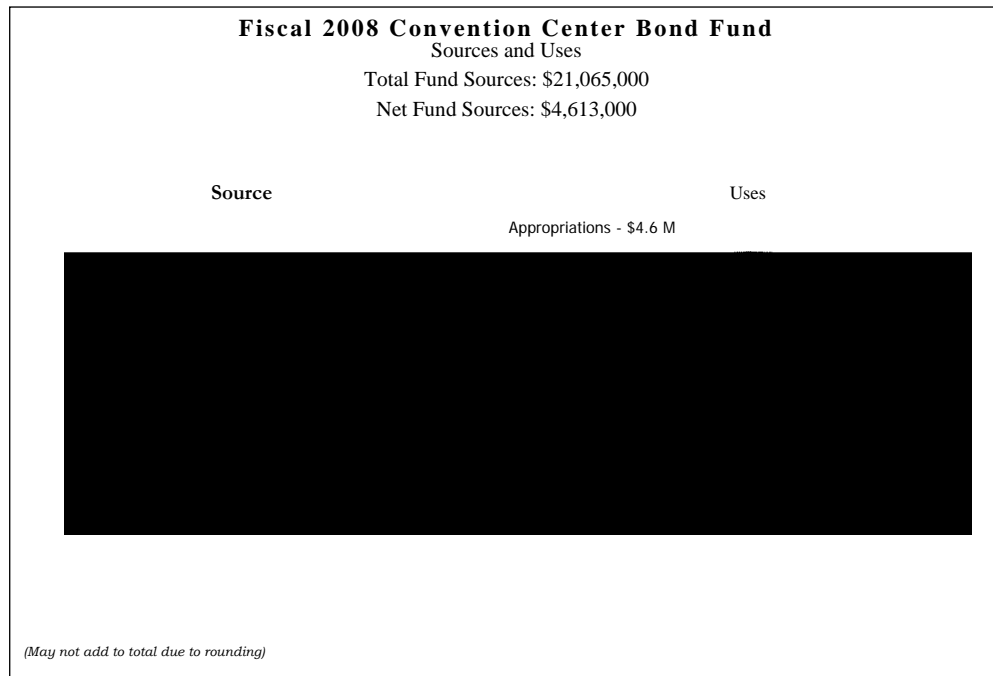 Fiscal 2008 Convention Center Bond Fund
Sources and Uses
Total Fund Sources: $21,065,000
Net Fund Sources: $4,613,000
Source
Uses
Appropriations - $4.6 M
(May not add to total due to rounding)